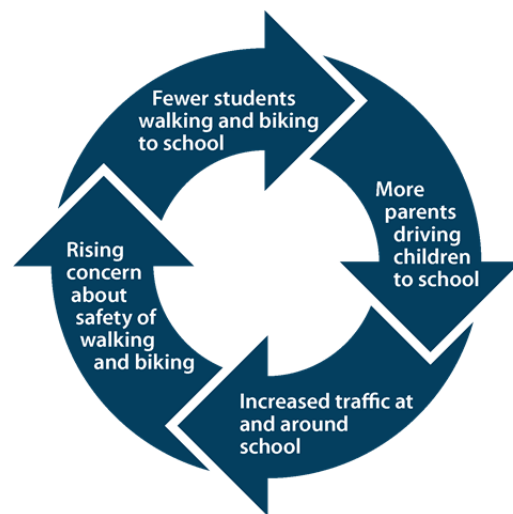 Fewer students
walking and biking
to school
More
parents
driving
children
to school
Increased traffic at
and around
school
Rising
concern
about
safety of
walking
and biking